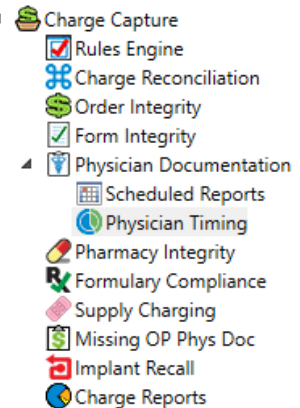 Charge Capture
Rules Engine
Charge Reconciliation
Order Integrity
Form Integrity
Physician Documentation
Scheduled Reports
Physician Timing
Pharmacy Integrity
Formulary Compliance
Supply Charging
Missing OP Phys Doc
Implant Recall
Charge Reports